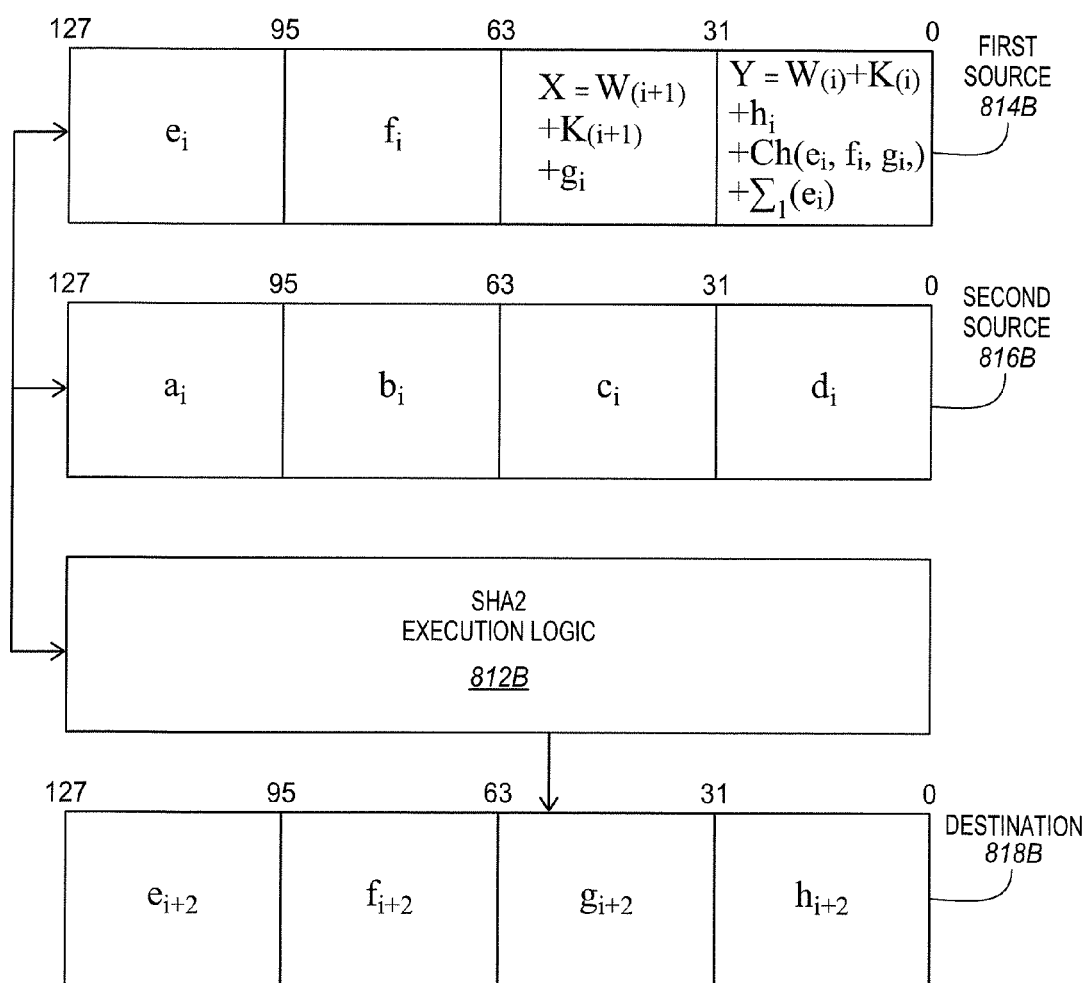 127 95 63 31 0
FIRST
SOURCE
814B
eᵢ
fᵢ
X = W₍ᵢ₊₁₎
+K₍ᵢ₊₁₎
+gᵢ
Y = W₍ᵢ₎+K₍ᵢ₎
+hᵢ
+Ch(eᵢ, fᵢ, gᵢ,)
+∑₁(eᵢ)
127 95 63 31 0
SECOND
SOURCE
816B
aᵢ bᵢ cᵢ dᵢ
SHA2
EXECUTION LOGIC
812B
127 95 63 31 0
DESTINATION
818B
eᵢ₊₂ fᵢ₊₂ gᵢ₊₂ hᵢ₊₂